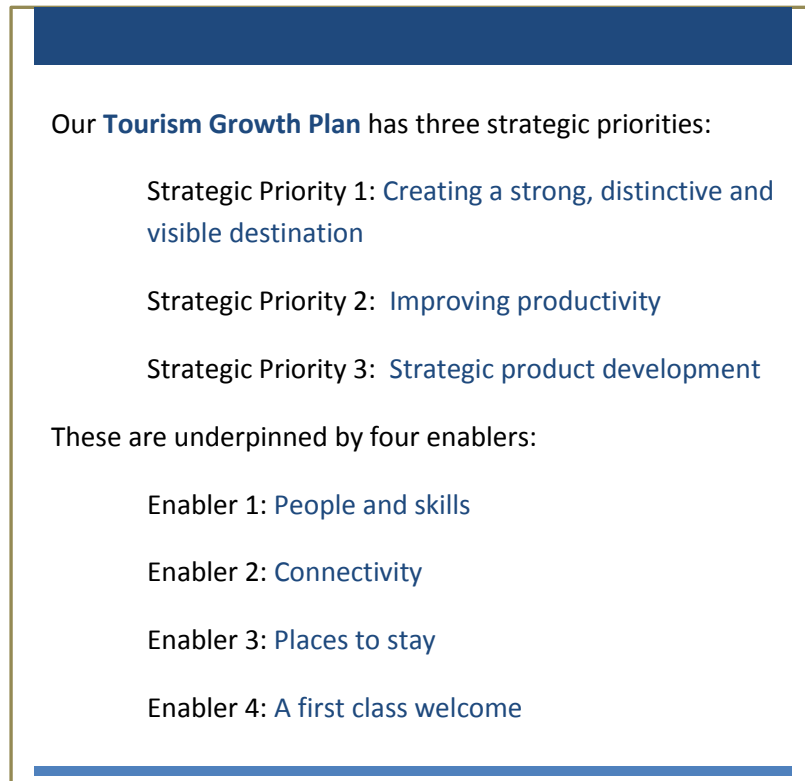 Our Tourism Growth Plan has three strategic priorities:
Strategic Priority 1: Creating a strong, distinctive and
visible destination
Strategic Priority 2:  Improving productivity
Strategic Priority 3:  Strategic product development
These are underpinned by four enablers:
Enabler 1: People and skills
Enabler 2: Connectivity
Enabler 3: Places to stay
Enabler 4: A first class welcome